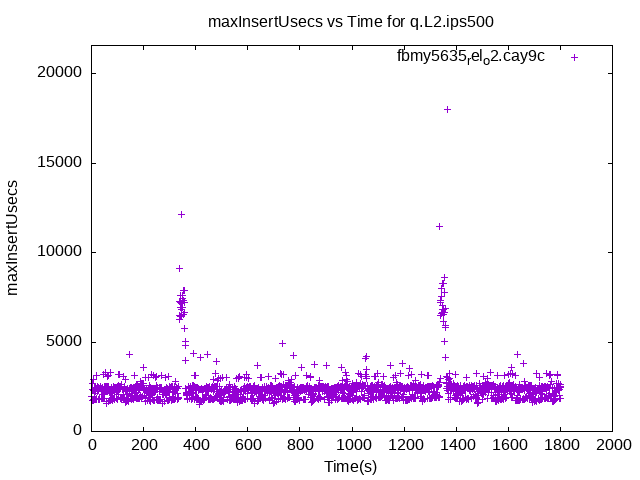 maxInsertUsecs vs Time for q.L2.ips500
fbmy5635relo2.cay9c
maxInsertUsecs
20000
15000
10000
5000
0
0 200 400 600 800 1000 1200 1400 1600 1800 2000
Time(s)